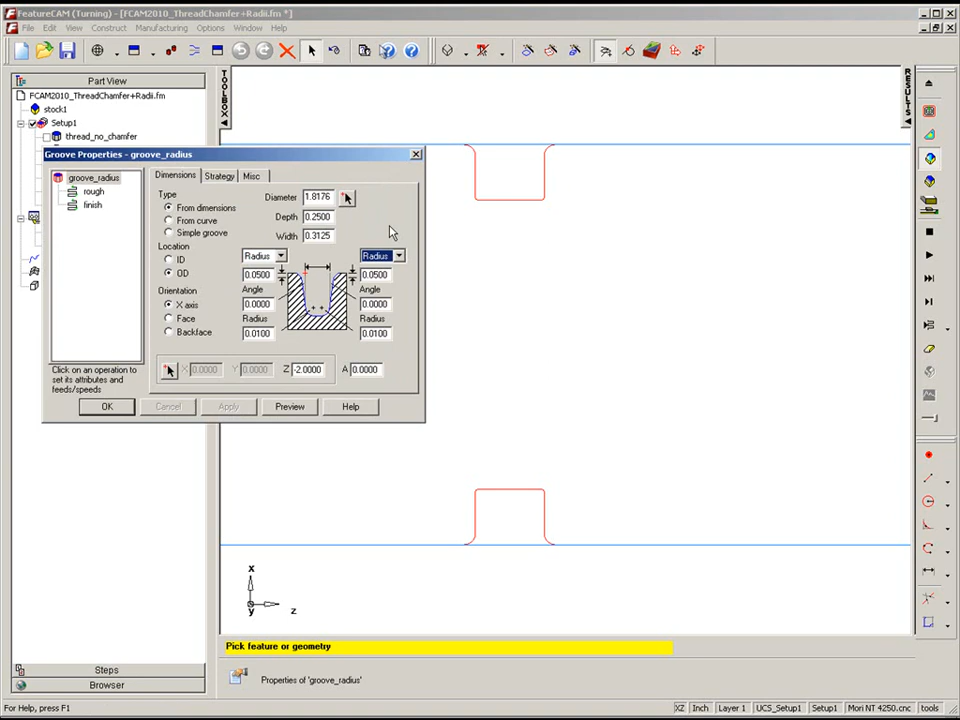 FeatureCAM (Turning) - [FCAM2010_ThreadChamfer+Radii.fm *]
File Edit View Construct Manufacturing Options Window Help
Part View
FCAM2010_ThreadChamfer+Radii.fm
stock1
Setup1
thread_no_chamfer
TOOLBOX
RESULTS
Groove Properties - groove_radius
groove_radius
rough
finish
Click on an operation to
set its attributes and
feeds/speeds
Dimensions Strategy Misc
Type
From dimensions
From curve
Simple groove
Location
ID
OD
Orientation
X axis
Face
Backface
Diameter 1.8176
Depth 0.2500
Width 0.3125
Radius Radius
0.0500 0.0500
Angle Angle
0.0000 0.0000
Radius Radius
0.0100 0.0100
X 0.0000 Y 0.0000 Z -2.0000 A 0.0000
OK Cancel Apply Preview Help
x
y
z
Steps
Browser
Pick feature or geometry
Properties of 'groove_radius'
For Help, press F1
XZ Inch Layer 1 UCS_Setup1 Setup1 Mori NT 4250.cnc tools